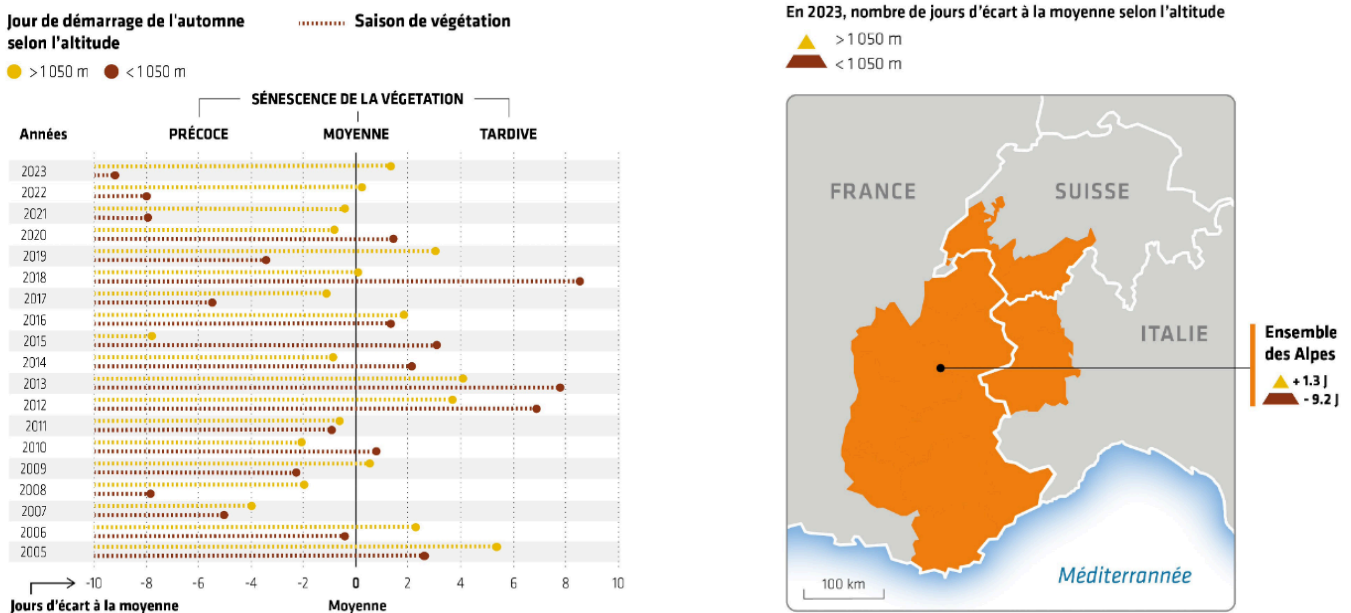 Jour de démarrage de l'automne
selon l'altitude
Saison de végétation
>1 050 m
<1 050 m
SÉNESCENCE DE LA VÉGETATION
Années
PRÉCOCE
MOYENNE
TARDIVE
2023
2022
2021
2020
2019
2018
2017
2016
2015
2014
2013
2012
2011
2010
2009
2008
2007
2006
2005
-10 -8 -6 -4 -2 0 2 4 6 8 10
Jours d'écart à la moyenne
Moyenne
En 2023, nombre de jours d'écart à la moyenne selon l'altitude
>1 050 m
<1 050 m
FRANCE
SUISSE
ITALIE
Ensemble
des Alpes
+ 1.3 J
- 9.2 J
Méditerrannée
100 km